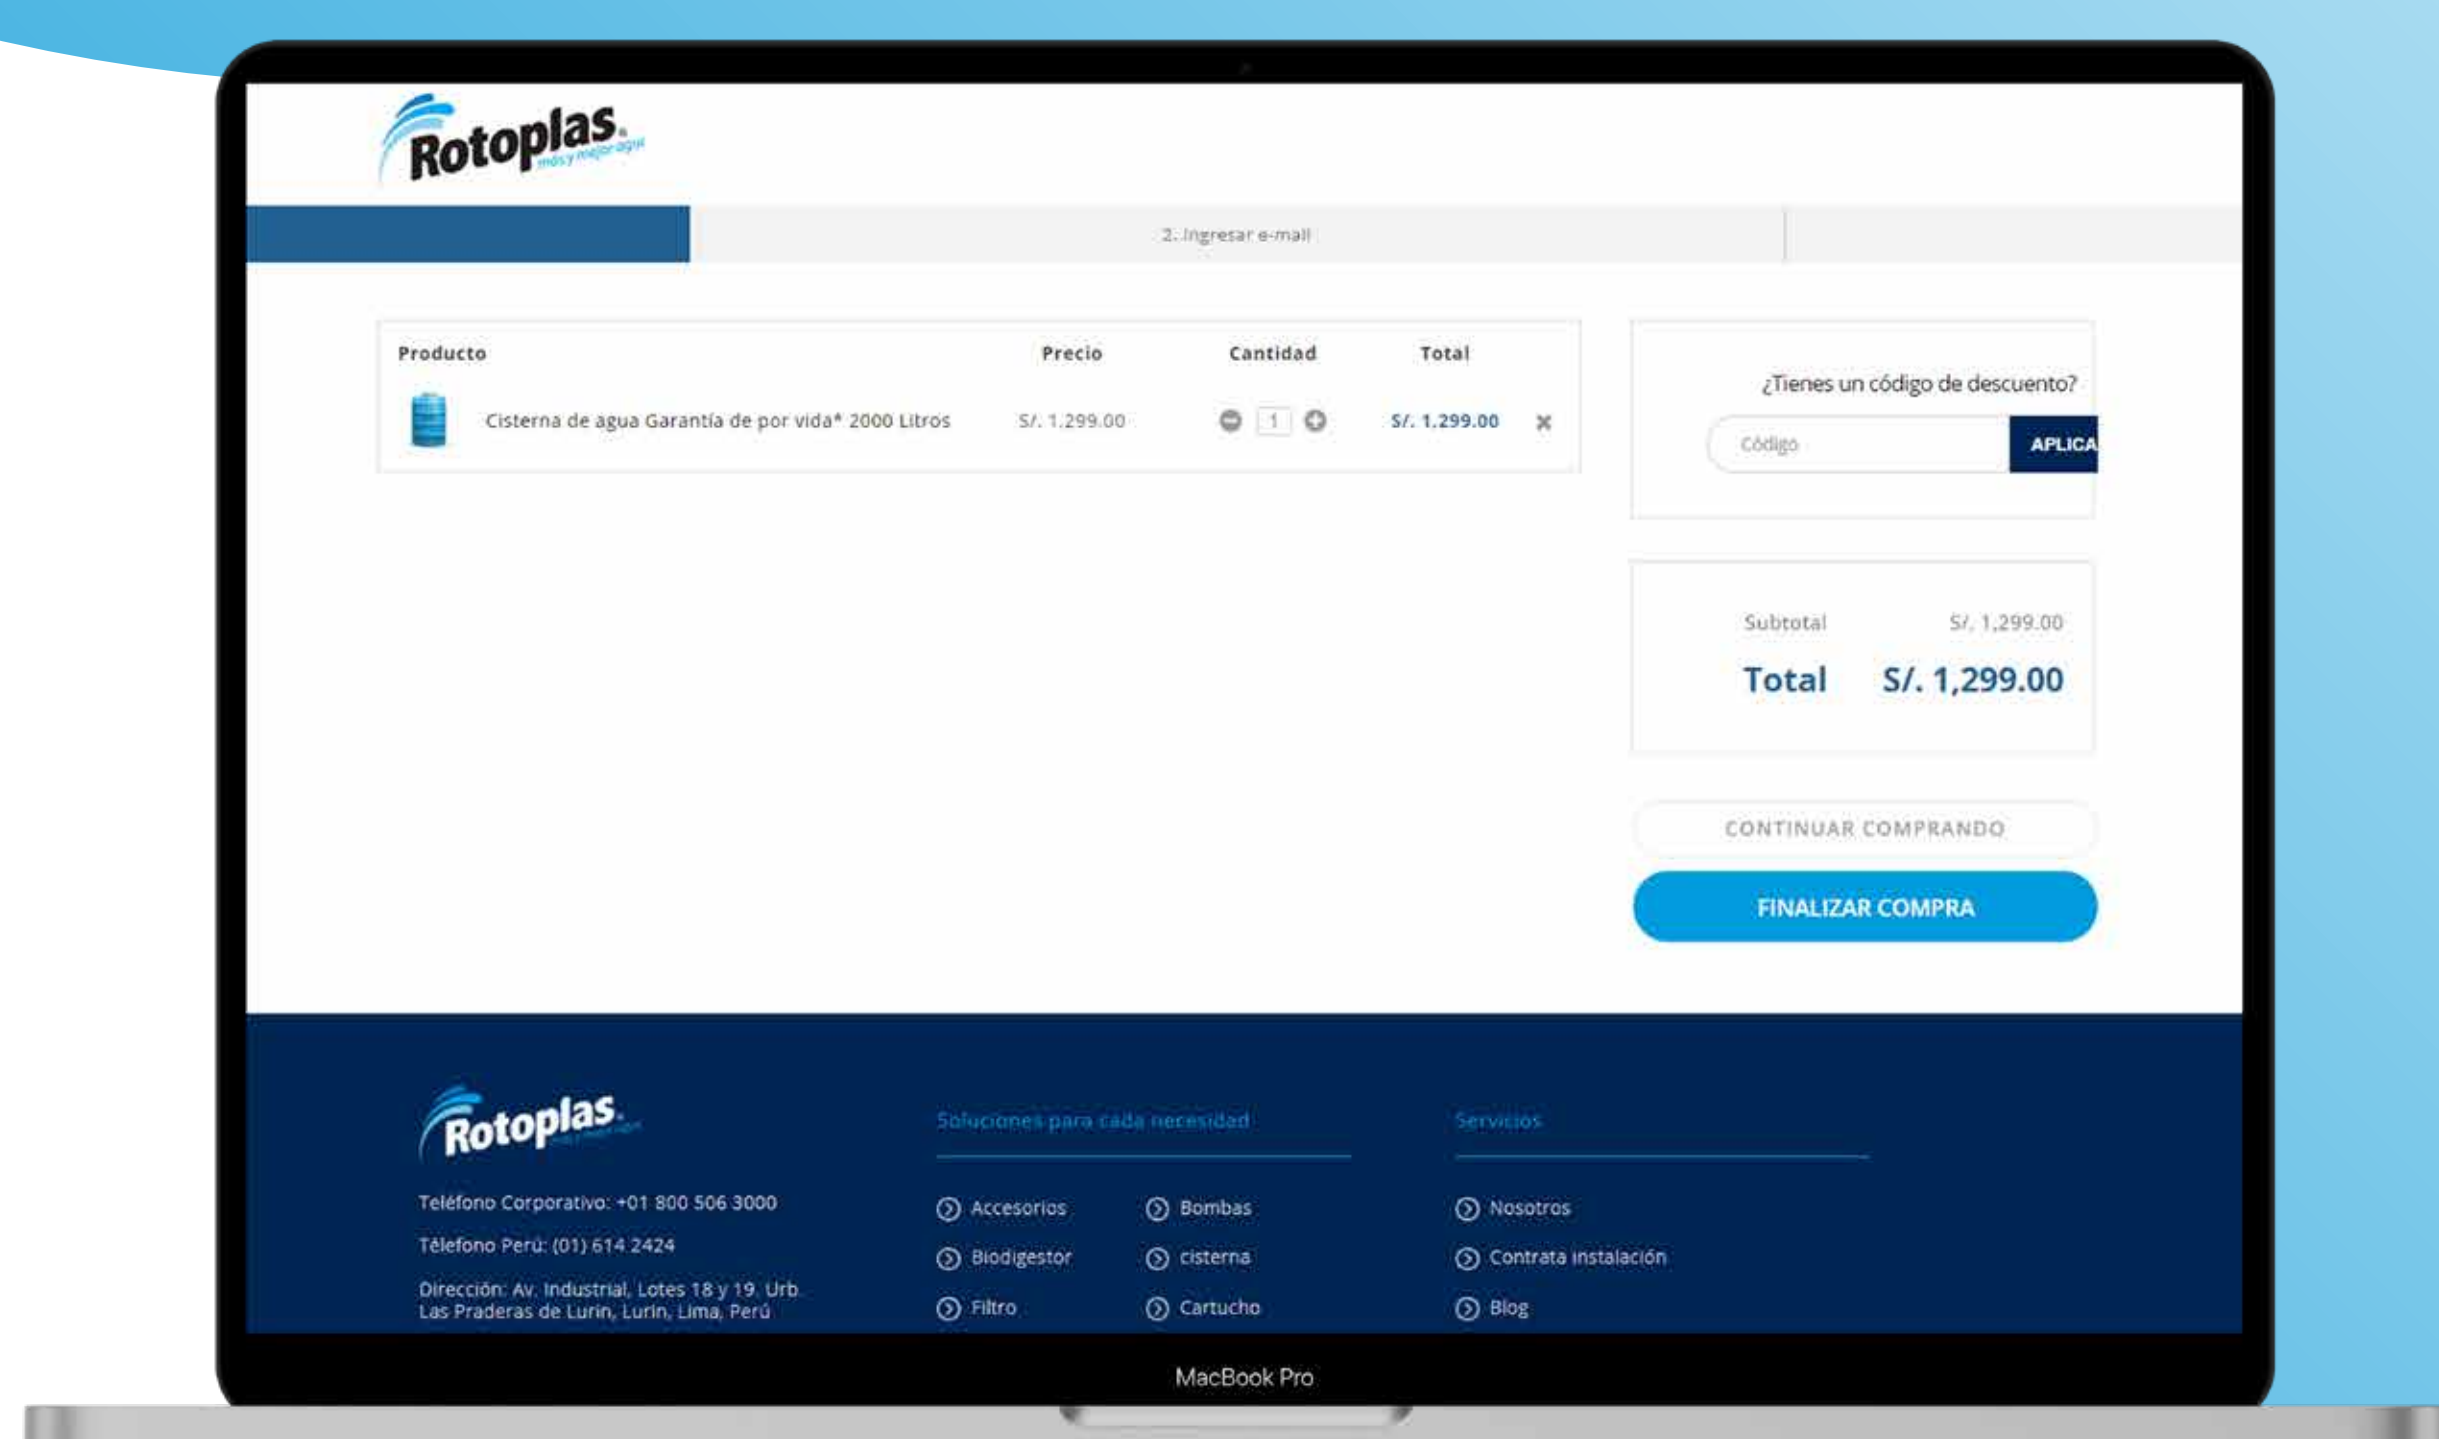 Rotoplas
más y mejor agua
2. Ingresar e-mail
Producto Precio Cantidad Total
Cisterna de agua Garantía de por vida* 2000 Litros S/. 1.299.00 1 S/. 1.299.00
¿Tienes un código de descuento?
Código APLICA
Subtotal S/. 1,299.00
Total S/. 1,299.00
CONTINUAR COMPRANDO
FINALIZAR COMPRA
Rotoplas
Teléfono Corporativo: +01 800 506 3000
Télefono Perú: (01) 614 2424
Dirección: Av. Industrial, Lotes 18 y 19. Urb.
Las Praderas de Lurin, Lurin, Lima, Perú
Soluciones para cada necesidad
Accesorios Bombas
Biodigestor cisterna
Filtro Cartucho
Servicios
Nosotros
Contrata instalación
Blog
MacBook Pro